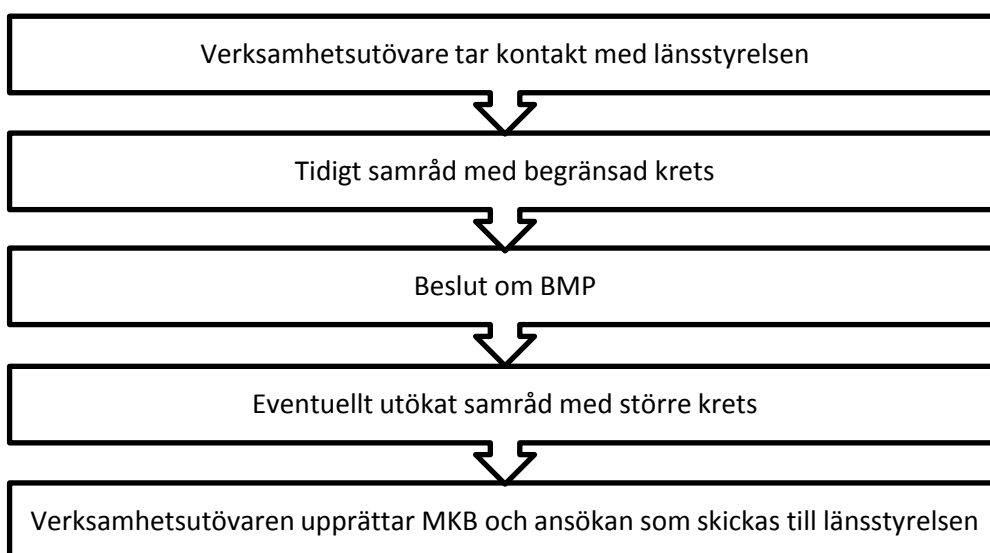 Verksamhetsutövare tar kontakt med länsstyrelsen
Tidigt samråd med begränsad krets
Beslut om BMP
Eventuellt utökat samråd med större krets
Verksamhetsutövaren upprättar MKB och ansökan som skickas till länsstyrelsen